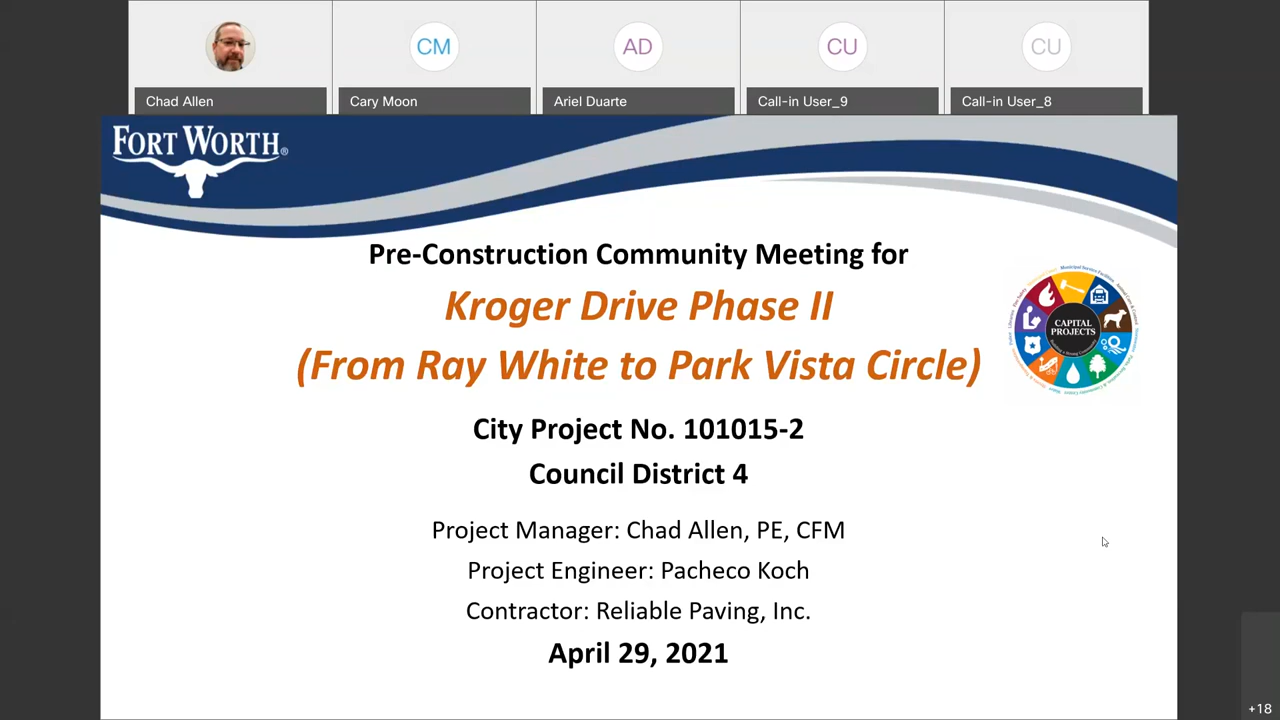 CM
AD
CU
CU
Chad Allen
Cary Moon
Ariel Duarte
Call-in User_9
Call-in User_8
FORT WORTH®
Pre-Construction Community Meeting for
Kroger Drive Phase II
(From Ray White to Park Vista Circle)
CAPITAL
PROJECTS
City Project No. 101015-2
Council District 4
Project Manager: Chad Allen, PE, CFM
Project Engineer: Pacheco Koch
Contractor: Reliable Paving, Inc.
April 29, 2021
+18